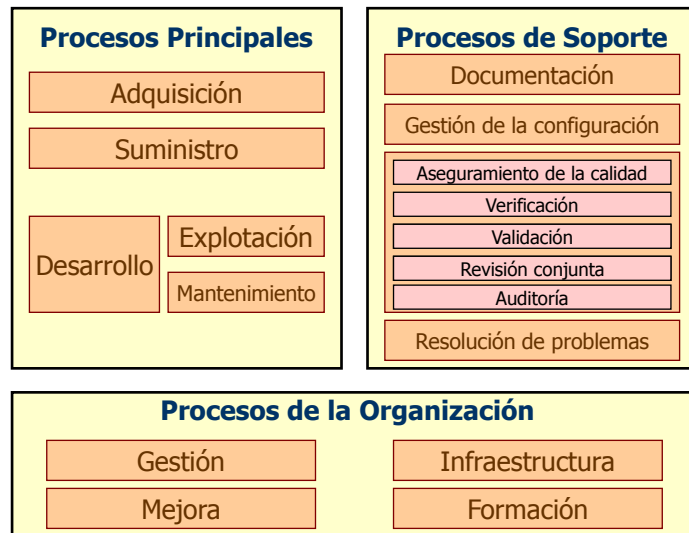 Procesos Principales
Adquisición
Suministro
Desarrollo
Explotación
Mantenimiento
Procesos de Soporte
Documentación
Gestión de la configuración
Aseguramiento de la calidad
Verificación
Validación
Revisión conjunta
Auditoría
Resolución de problemas
Procesos de la Organización
Gestión
Infraestructura
Mejora
Formación